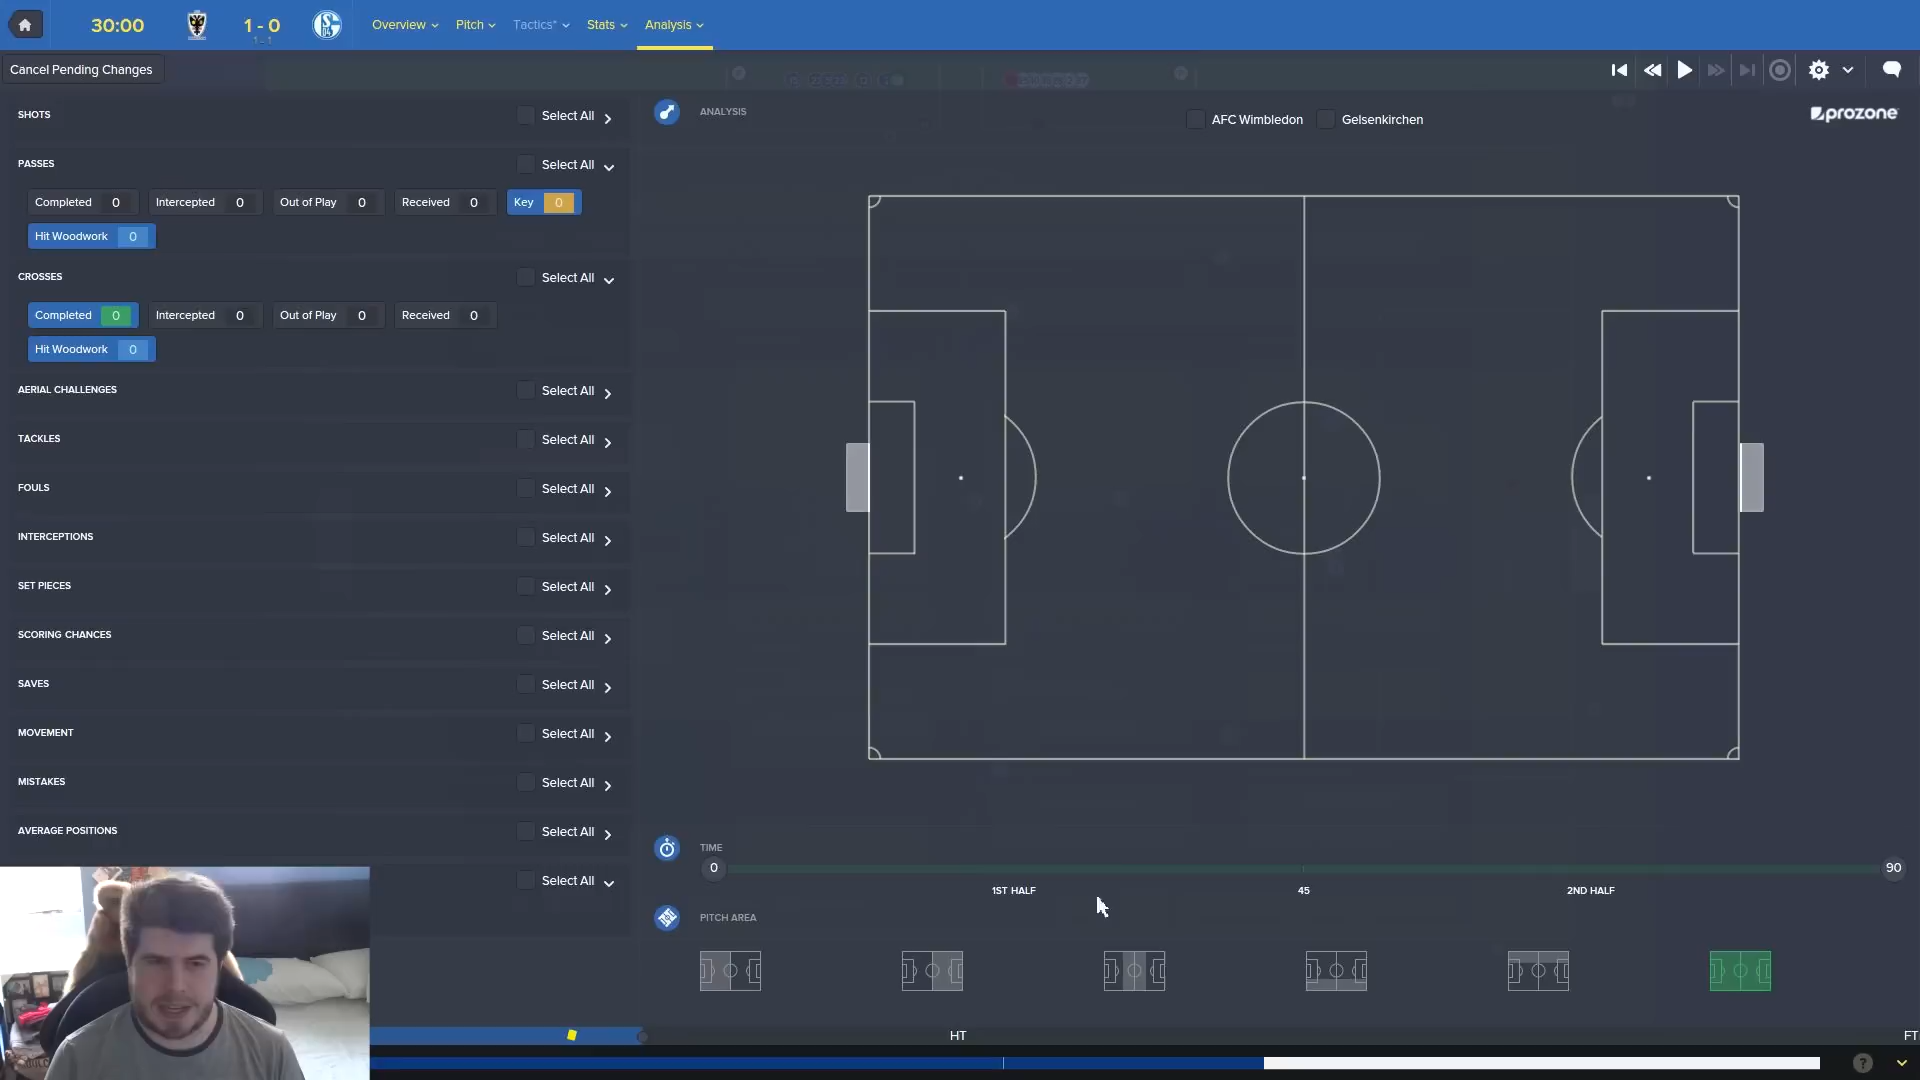 30:00
1 - 0
1 - 1
Overview
Pitch
Tactics*
Stats
Analysis
Cancel Pending Changes
SHOTS
Select All
ANALYSIS
AFC Wimbledon
Gelsenkirchen
prozone
PASSES
Select All
Completed 0
Intercepted 0
Out of Play 0
Received 0
Key 0
Hit Woodwork 0
CROSSES
Select All
Completed 0
Intercepted 0
Out of Play 0
Received 0
Hit Woodwork 0
AERIAL CHALLENGES
Select All
TACKLES
Select All
FOULS
Select All
INTERCEPTIONS
Select All
SET PIECES
Select All
SCORING CHANCES
Select All
SAVES
Select All
MOVEMENT
Select All
MISTAKES
Select All
AVERAGE POSITIONS
Select All
Select All
TIME
0
90
1ST HALF
45
2ND HALF
PITCH AREA
HT
FT
?